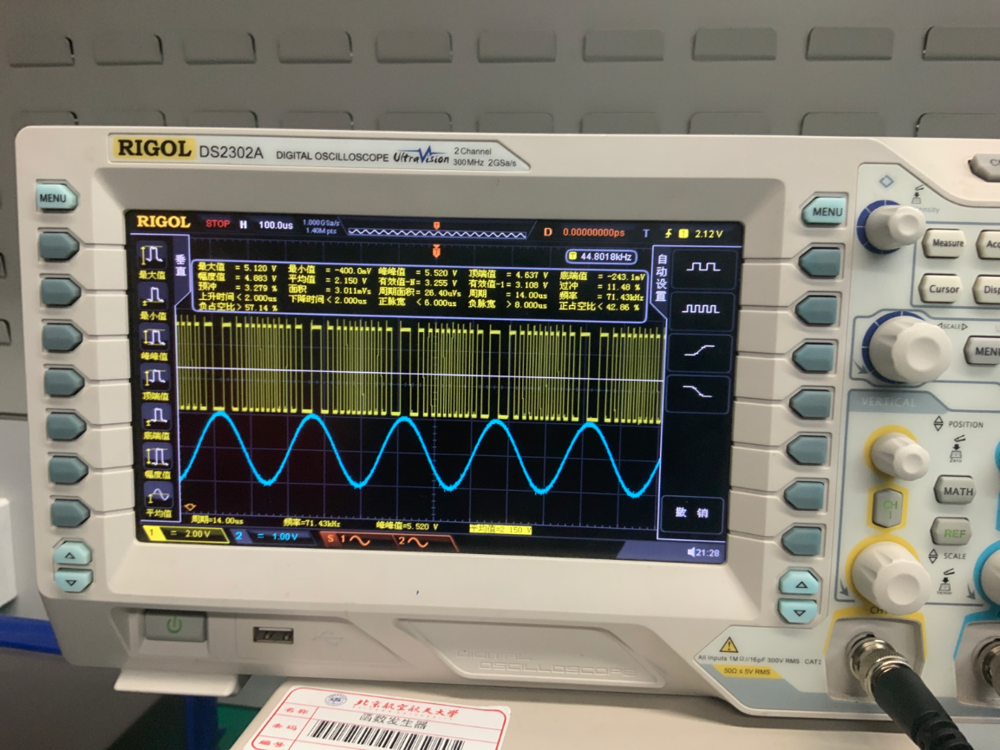 RIGOL DS2302A DIGITAL OSCILLOSCOPE UltraVision 2 Channel
300MHz 2GSa/s
MENU
MENU
RIGOL STOP H 100.0us 1.000GSa/s
1.40M pts
D 0.00000000ps T 2.12 V
44.8018kHz
垂直
自动设置
最大值 = 5.120 V 最小值 = -400.0mV 峰峰值 = 5.520 V 顶端值 = 4.637 V 底端值 = -243.1mV
幅度值 = 4.883 V 平均值 = 2.150 V 有效值-N= 3.255 V 有效值-1= 3.108 V 过冲 = 11.48 %
预冲 = 3.279 % 面积 = 3.011mVs 周期面积= 26.40uVs 周期 = 14.00us 频率 = 71.43kHz
上升时间< 2.000us 下降时间< 2.000us 正脉宽 < 6.000us 负脉宽 > 8.000us 正占空比< 42.86 %
负占空比> 57.14 %
最大值
最小值
峰峰值
顶端值
底端值
幅度值
平均值
撤销
周期=14.00us 频率=71.43kHz 峰峰值=5.520 V 平均值=2.150 V
1 = 2.00 V 2 = 1.00 V S 1 2
21:28
Measure
Cursor
SCALE
MENU
VERTICAL
POSITION
Zero
MATH
CH
1
REF
SCALE
Vernier
All Inputs 1MΩ//16pF 300V RMS CAT
50Ω ≤ 5V RMS
OSCILLOSCOPE
北京航空航天大学
名称 函数发生器
条码
编号